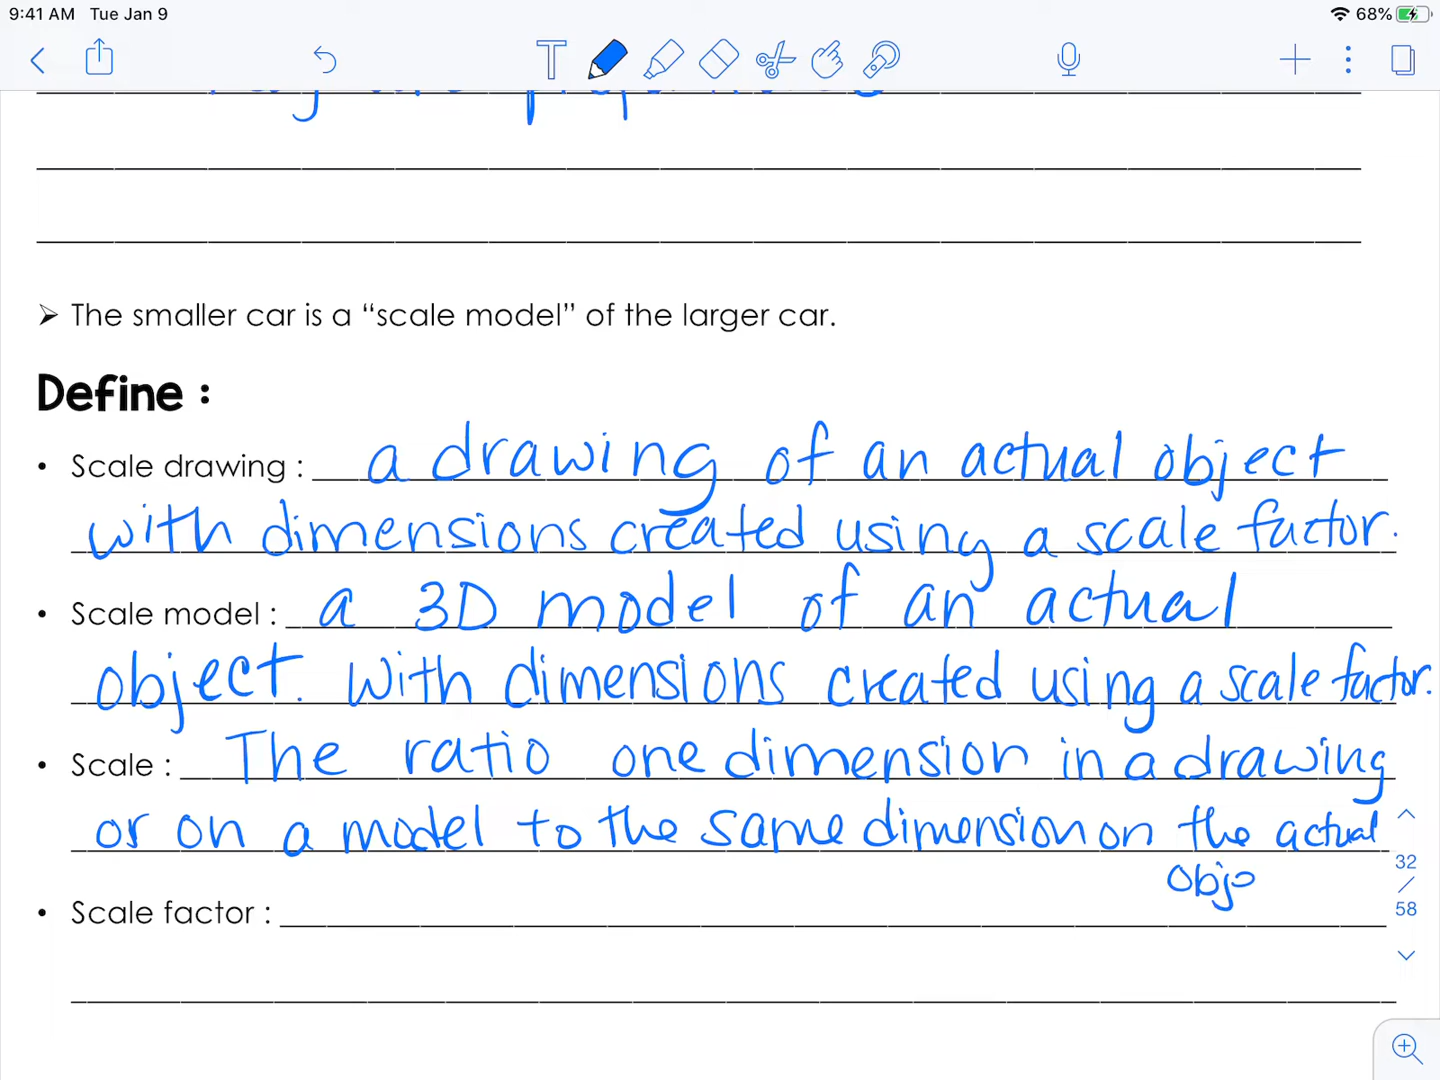 9:41 AM Tue Jan 9 68%
T
➢ The smaller car is a “scale model” of the larger car.
Define :
• Scale drawing : a drawing of an actual object
with dimensions created using a scale factor.
• Scale model : a 3D model of an actual
object. with dimensions created using a scale factor.
• Scale : The ratio one dimension in a drawing
or on a model to the same dimension on the actual
obje
32
/
58
• Scale factor :